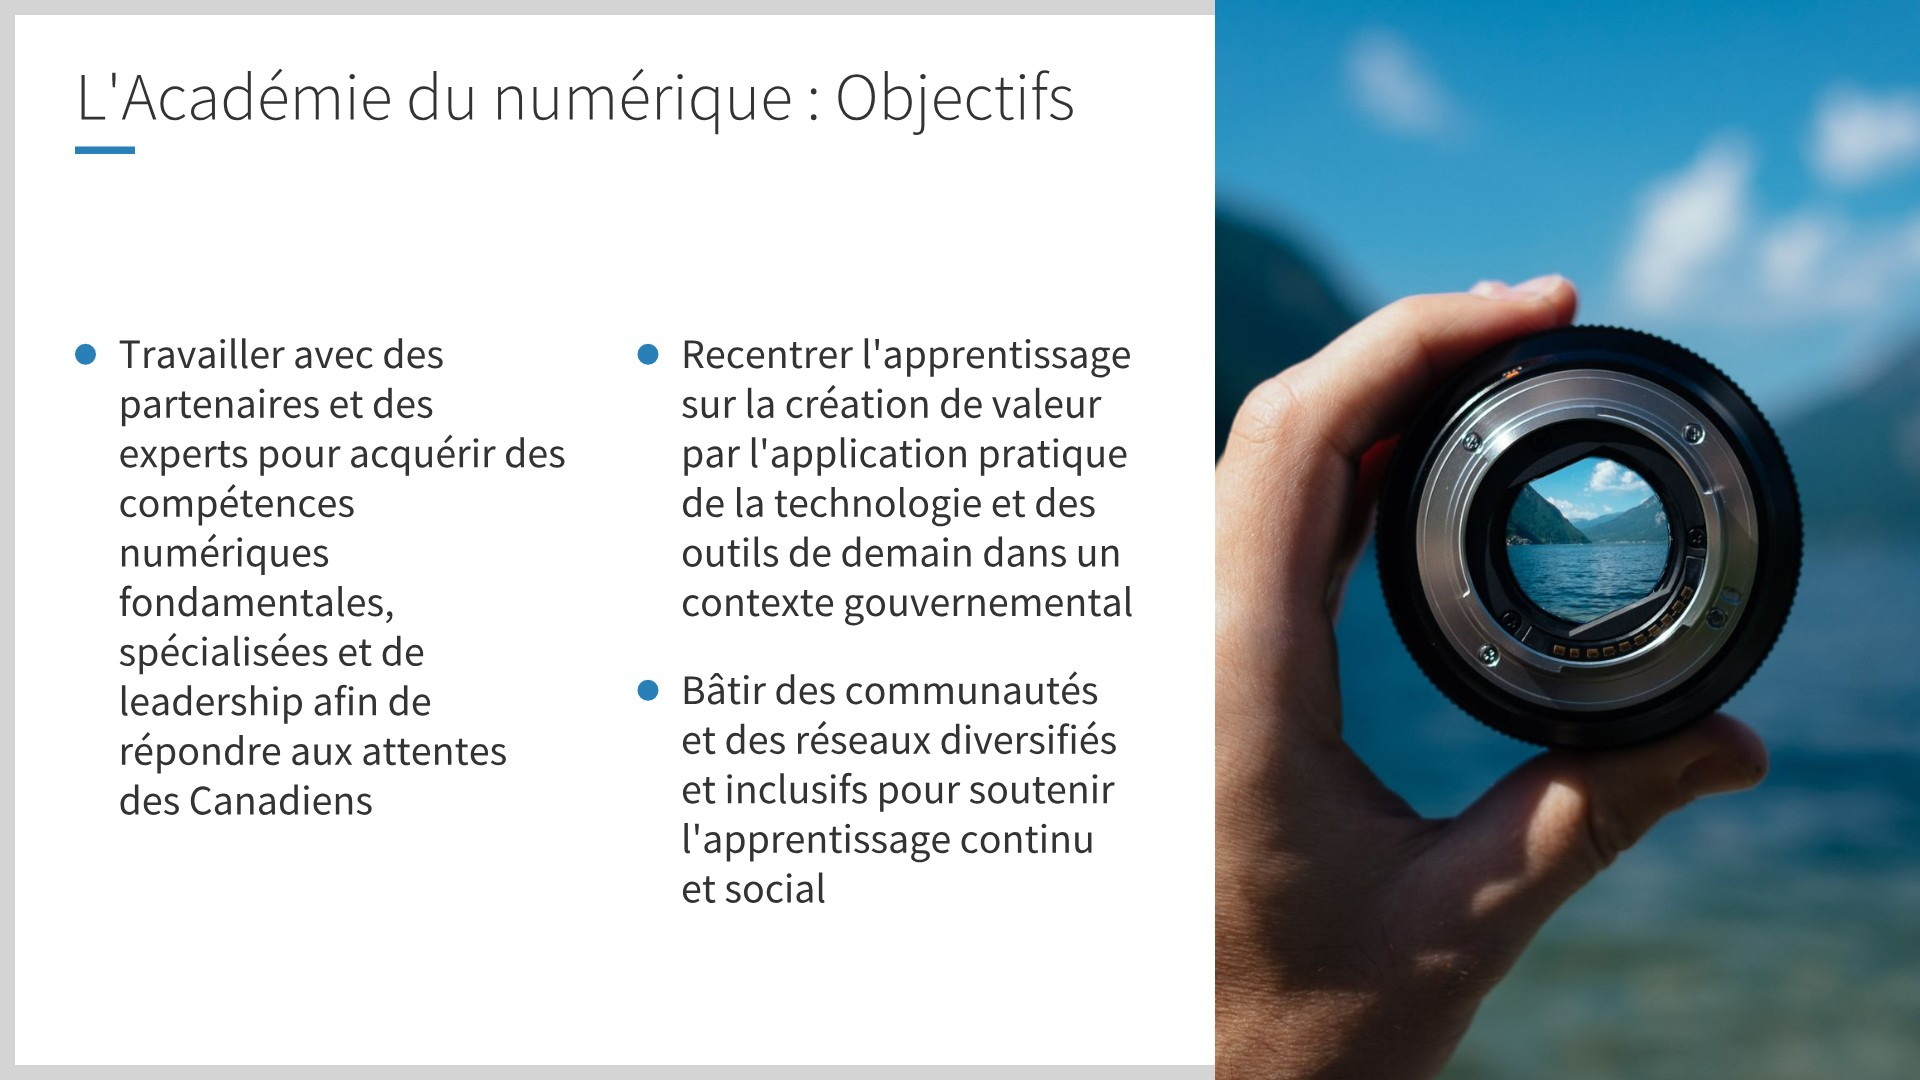 L'Académie du numérique : Objectifs
Travailler avec des
partenaires et des
experts pour acquérir des
compétences
numériques
fondamentales,
spécialisées et de
leadership afin de
répondre aux attentes
des Canadiens
Recentrer l'apprentissage
sur la création de valeur
par l'application pratique
de la technologie et des
outils de demain dans un
contexte gouvernemental
Bâtir des communautés
et des réseaux diversifiés
et inclusifs pour soutenir
l'apprentissage continu
et social